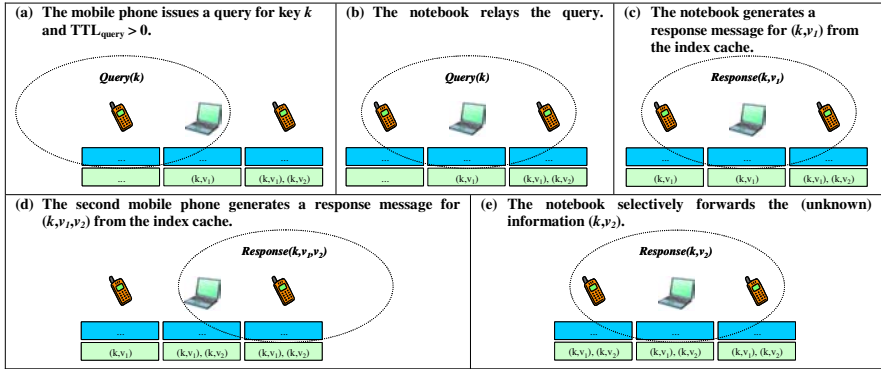 (a) The mobile phone issues a query for key k
and TTLquery > 0.
Query(k)
... ... ...
... (k,v1) (k,v1), (k,v2)
(b) The notebook relays the query.
Query(k)
... ... ...
... (k,v1) (k,v1), (k,v2)
(c) The notebook generates a
response message for (k,v1) from
the index cache.
Response(k,v1)
... ... ...
(k,v1) (k,v1) (k,v1), (k,v2)
(d) The second mobile phone generates a response message for
(k,v1,v2) from the index cache.
Response(k,v1,v2)
... ... ...
(k,v1) (k,v1), (k,v2) (k,v1), (k,v2)
(e) The notebook selectively forwards the (unknown)
information (k,v2).
Response(k,v2)
... ... ...
(k,v1), (k,v2) (k,v1), (k,v2) (k,v1), (k,v2)